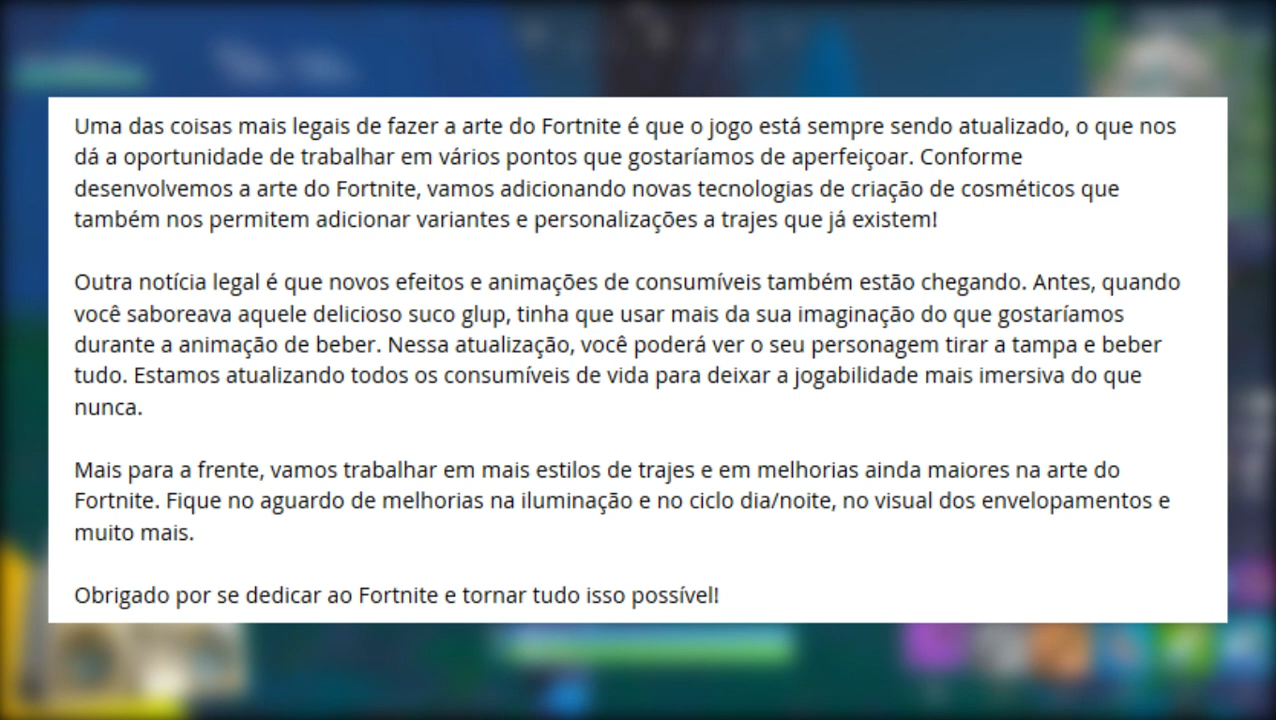 Uma das coisas mais legais de fazer a arte do Fortnite é que o jogo está sempre sendo atualizado, o que nos
dá a oportunidade de trabalhar em vários pontos que gostaríamos de aperfeiçoar. Conforme
desenvolvemos a arte do Fortnite, vamos adicionando novas tecnologias de criação de cosméticos que
também nos permitem adicionar variantes e personalizações a trajes que já existem!
Outra notícia legal é que novos efeitos e animações de consumíveis também estão chegando. Antes, quando
você saboreava aquele delicioso suco glup, tinha que usar mais da sua imaginação do que gostaríamos
durante a animação de beber. Nessa atualização, você poderá ver o seu personagem tirar a tampa e beber
tudo. Estamos atualizando todos os consumíveis de vida para deixar a jogabilidade mais imersiva do que
nunca.
Mais para a frente, vamos trabalhar em mais estilos de trajes e em melhorias ainda maiores na arte do
Fortnite. Fique no aguardo de melhorias na iluminação e no ciclo dia/noite, no visual dos envelopamentos e
muito mais.
Obrigado por se dedicar ao Fortnite e tornar tudo isso possível!